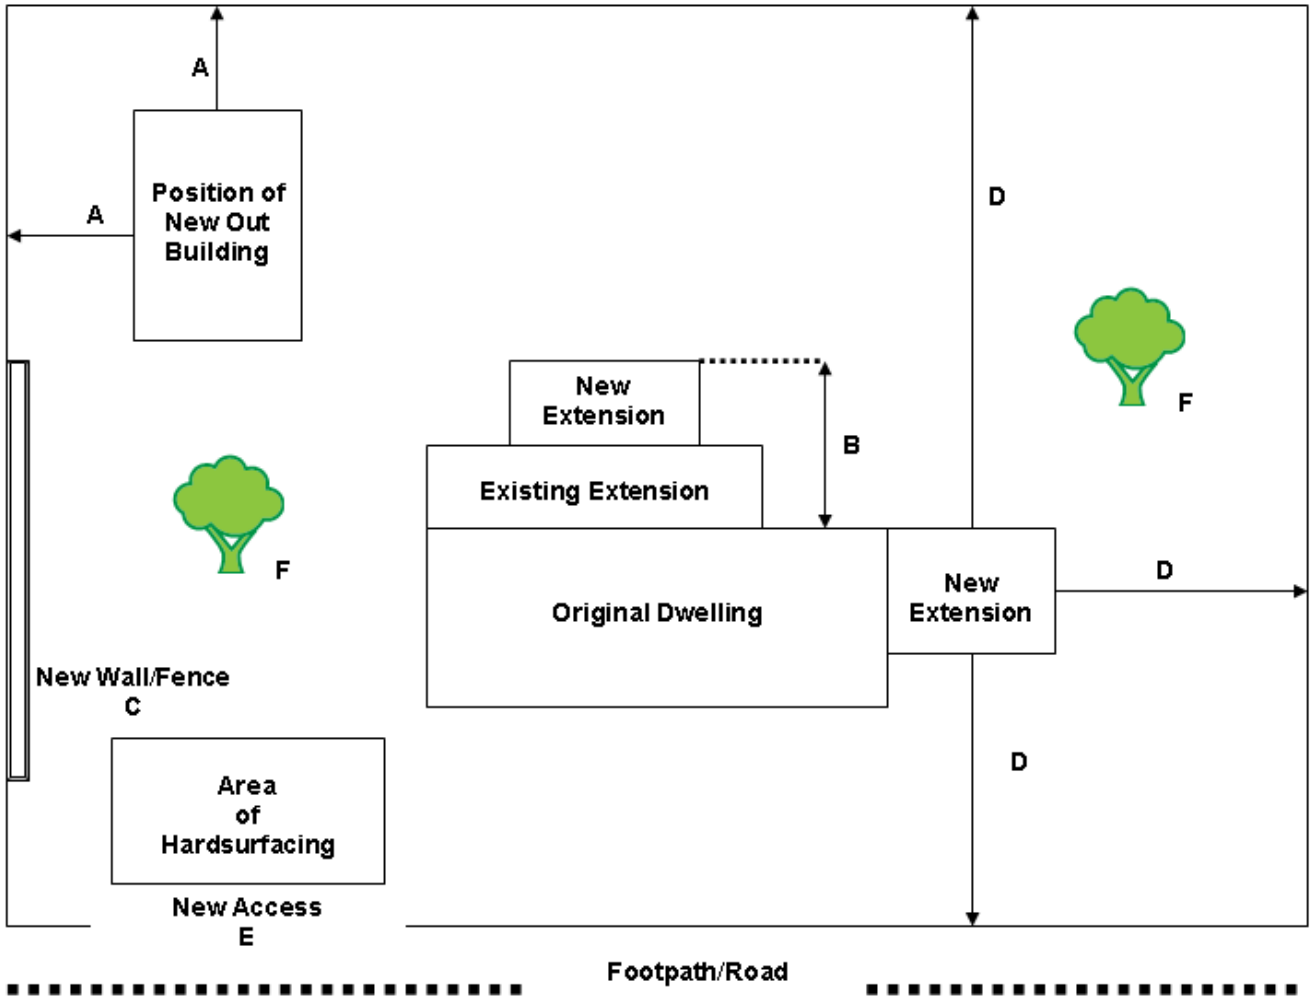 A
Position of
New Out
Building
A
D
F
New
Extension
B
Existing Extension
F
D
New
Extension
Original Dwelling
New Wall/Fence
C
D
Area
of
Hardsurfacing
New Access
E
Footpath/Road